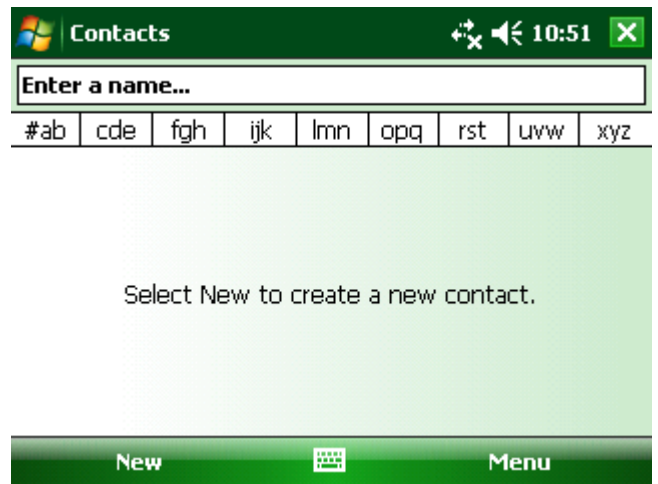 Contacts 10:51
Enter a name...
#ab cde fgh ijk lmn opq rst uvw xyz
Select New to create a new contact.
New Menu